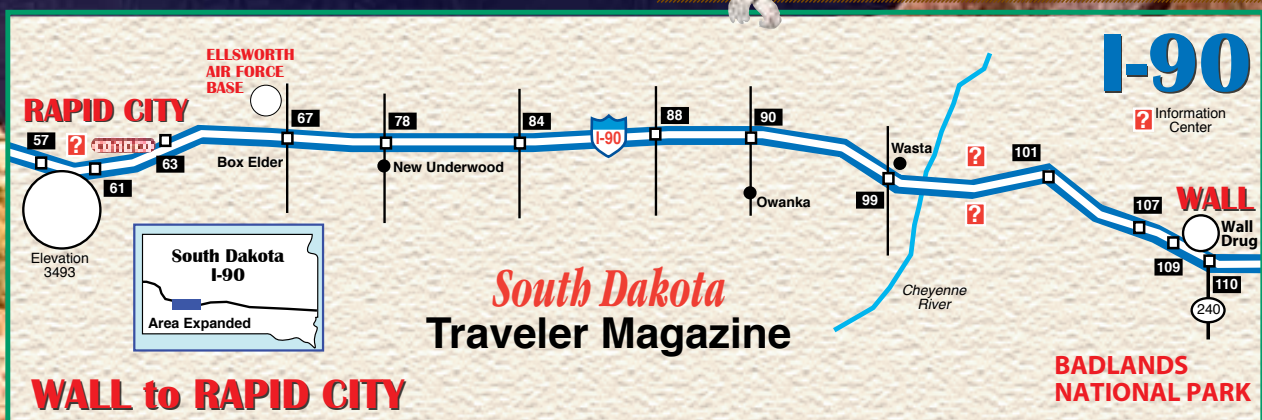 I-90
? Information
Center
ELLSWORTH
AIR FORCE
BASE
RAPID CITY
57
?
61
63
67
Box Elder
78
New Underwood
84
I-90
88
90
Owanka
Wasta
99
?
?
101
107
109
110
WALL
Wall
Drug
240
Elevation
3493
South Dakota
I-90
Area Expanded
South Dakota
Traveler Magazine
Cheyenne
River
BADLANDS
NATIONAL PARK
WALL to RAPID CITY